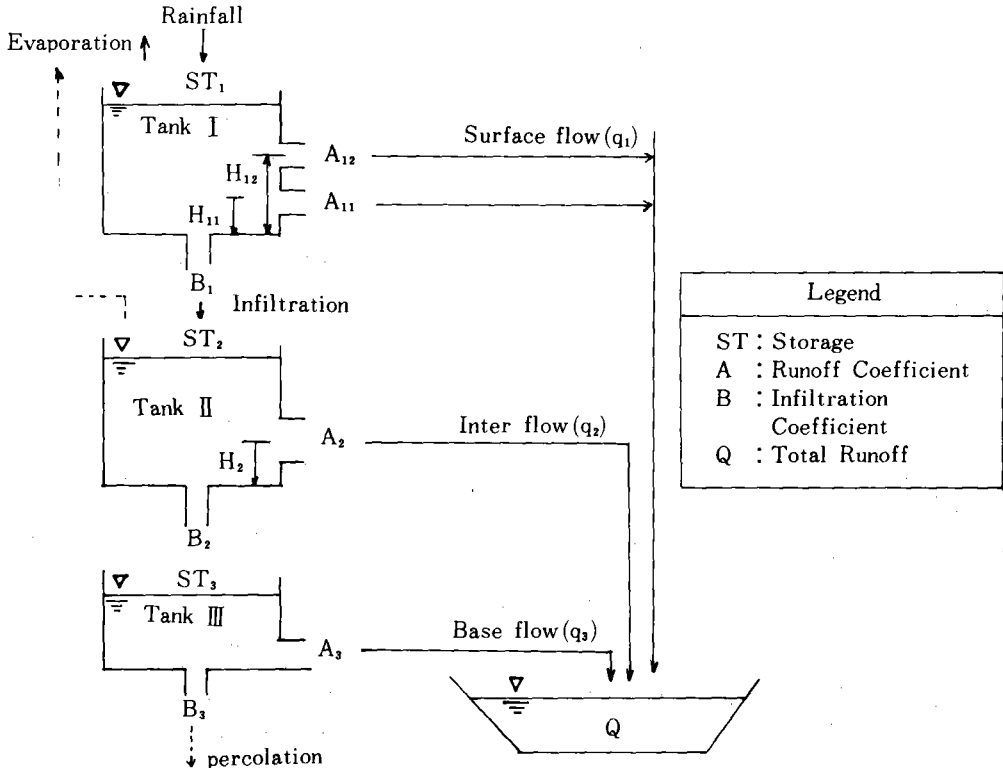 Rainfall
Evaporation
ST₁
Tank Ⅰ
Surface flow (q₁)
A₁₂
H₁₂
A₁₁
H₁₁
B₁
Infiltration
ST₂
Tank Ⅱ
Inter flow (q₂)
A₂
H₂
B₂
ST₃
Tank Ⅲ
Base flow (q₃)
A₃
B₃
Q
percolation
Legend
ST : Storage
A : Runoff Coefficient
B : Infiltration
Coefficient
Q : Total Runoff